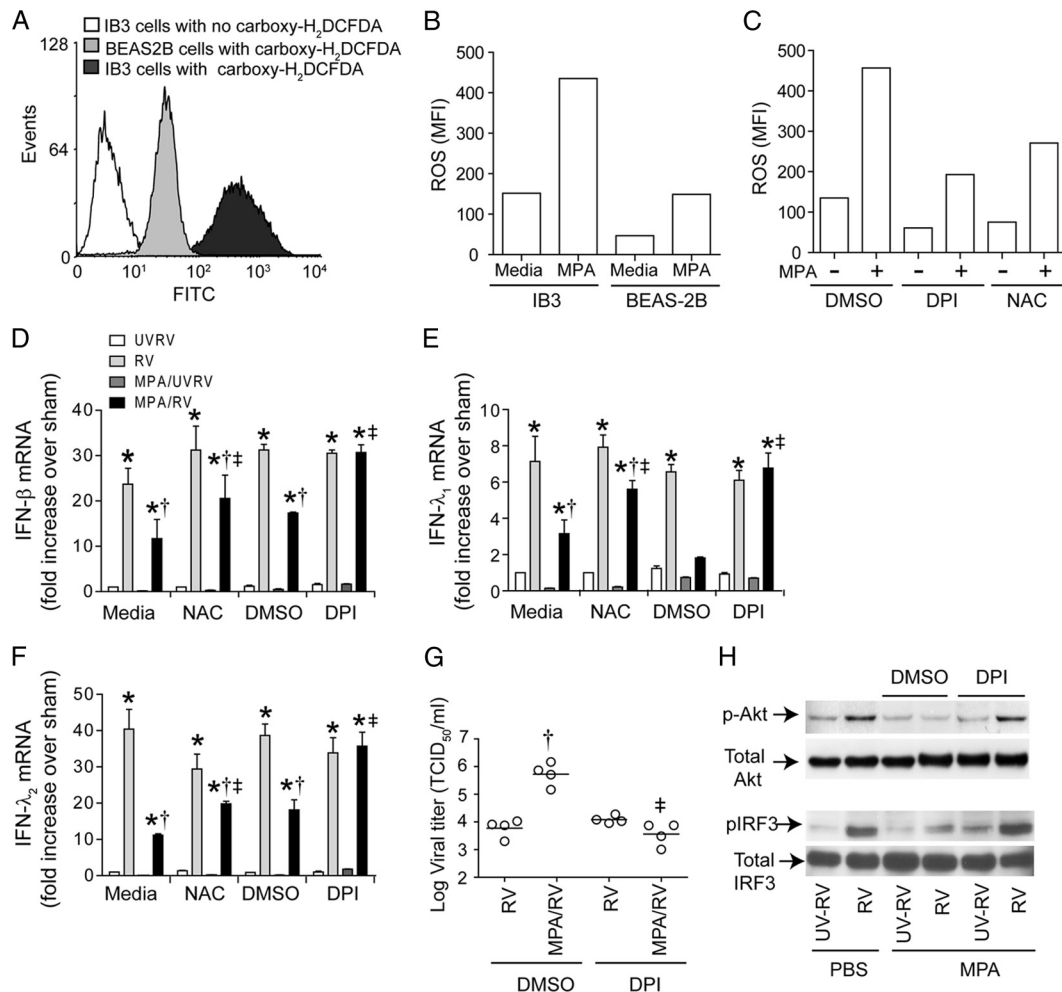 A
IB3 cells with no carboxy-H₂DCFDA
BEAS2B cells with carboxy-H₂DCFDA
IB3 cells with carboxy-H₂DCFDA
128
64
0
Events
0 10¹ 10² 10³ 10⁴
FITC
B
500
400
300
200
100
0
ROS (MFI)
Media MPA Media MPA
IB3 BEAS-2B
C
500
400
300
200
100
0
ROS (MFI)
MPA − + − + − +
DMSO DPI NAC
D
UVRV
RV
MPA/UVRV
MPA/RV
IFN-β mRNA
(fold increase over sham)
40
30
20
10
0
* *† * *†‡ * *† * *‡
Media NAC DMSO DPI
E
IFN-λ₁ mRNA
(fold increase over sham)
10
8
6
4
2
0
* *† * *†‡ * * *‡
Media NAC DMSO DPI
F
IFN-λ₂ mRNA
(fold increase over sham)
50
40
30
20
10
0
* *† * *†‡ * *† * *‡
Media NAC DMSO DPI
G
Log Viral titer (TCID₅₀/ml)
7
6
5
4
3
2
† ‡
RV MPA/RV RV MPA/RV
DMSO DPI
H
DMSO DPI
p-Akt
Total
Akt
pIRF3
Total
IRF3
UV-RV RV UV-RV RV UV-RV RV
PBS MPA